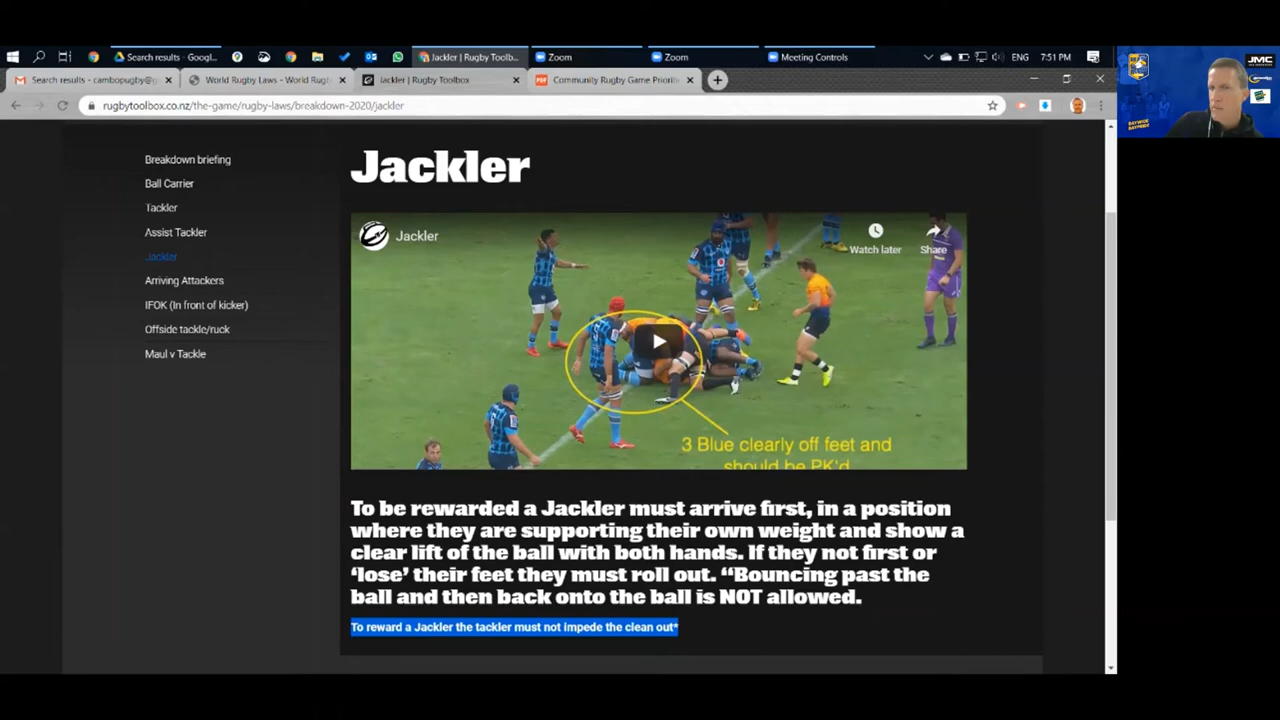 Search results - Googl...
Jackler | Rugby Toolb...
Zoom
Zoom
Meeting Controls
ENG
7:51 PM
Search results - cambopugby@g
World Rugby Laws - World Rugb
Jackler | Rugby Toolbox
Community Rugby Game Prioriti
rugbytoolbox.co.nz/the-game/rugby-laws/breakdown-2020/jackler
JMC
BAYWIDE
BAYPRIDE
Breakdown briefing
Ball Carrier
Tackler
Assist Tackler
Jackler
Arriving Attackers
IFOK (In front of kicker)
Offside tackle/ruck
Maul v Tackle
Jackler
Jackler
Watch later
Share
3 Blue clearly off feet and
should be PK'd
To be rewarded a Jackler must arrive first, in a position
where they are supporting their own weight and show a
clear lift of the ball with both hands. If they not first or
‘lose’ their feet they must roll out. “Bouncing past the
ball and then back onto the ball is NOT allowed.
To reward a Jackler the tackler must not impede the clean out*